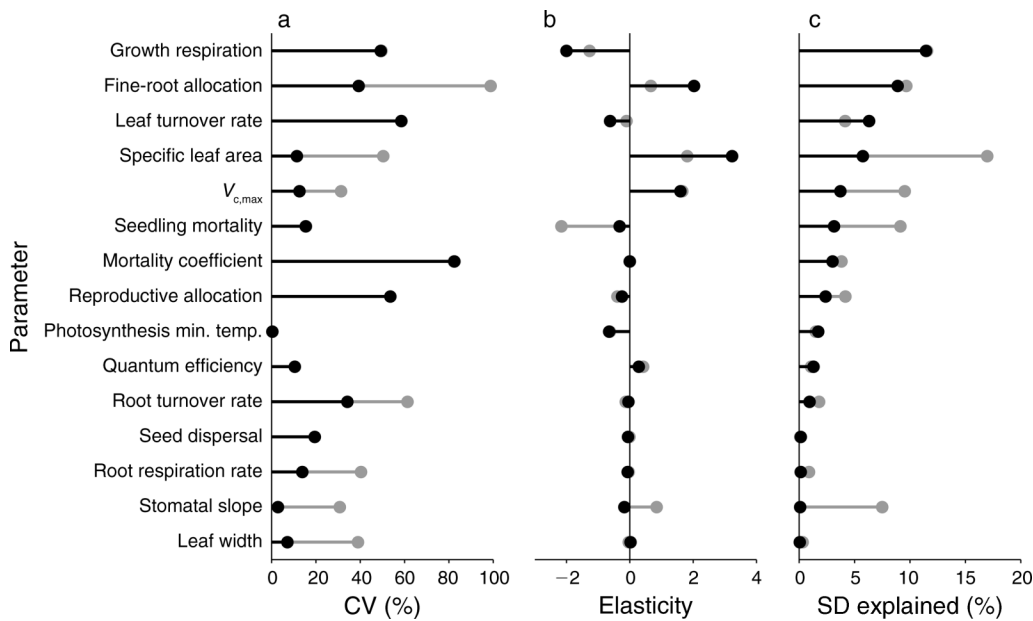 a b c
Parameter
Growth respiration
Fine-root allocation
Leaf turnover rate
Specific leaf area
Vc,max
Seedling mortality
Mortality coefficient
Reproductive allocation
Photosynthesis min. temp.
Quantum efficiency
Root turnover rate
Seed dispersal
Root respiration rate
Stomatal slope
Leaf width
0 20 40 60 80 100 −2 0 2 4 0 5 10 15 20
CV (%) Elasticity SD explained (%)